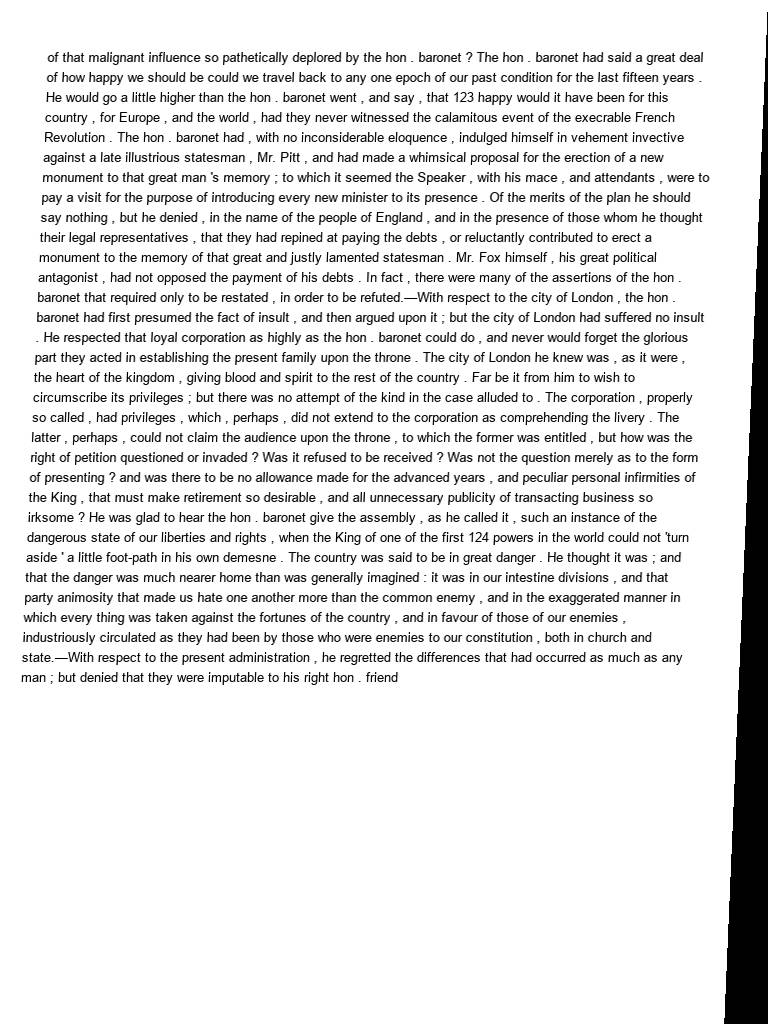 of that malignant influence so pathetically deplored by the hon . baronet ? The hon . baronet had said a great deal
of how happy we should be could we travel back to any one epoch of our past condition for the last fifteen years .
He would go a little higher than the hon . baronet went , and say , that 123 happy would it have been for this
country , for Europe , and the world , had they never witnessed the calamitous event of the execrable French
Revolution . The hon . baronet had , with no inconsiderable eloquence , indulged himself in vehement invective
against a late illustrious statesman , Mr. Pitt , and had made a whimsical proposal for the erection of a new
monument to that great man 's memory ; to which it seemed the Speaker , with his mace , and attendants , were to
pay a visit for the purpose of introducing every new minister to its presence . Of the merits of the plan he should
say nothing , but he denied , in the name of the people of England , and in the presence of those whom he thought
their legal representatives , that they had repined at paying the debts , or reluctantly contributed to erect a
monument to the memory of that great and justly lamented statesman . Mr. Fox himself , his great political
antagonist , had not opposed the payment of his debts . In fact , there were many of the assertions of the hon .
baronet that required only to be restated , in order to be refuted.—With respect to the city of London , the hon .
baronet had first presumed the fact of insult , and then argued upon it ; but the city of London had suffered no insult
. He respected that loyal corporation as highly as the hon . baronet could do , and never would forget the glorious
part they acted in establishing the present family upon the throne . The city of London he knew was , as it were ,
the heart of the kingdom , giving blood and spirit to the rest of the country . Far be it from him to wish to
circumscribe its privileges ; but there was no attempt of the kind in the case alluded to . The corporation , properly
so called , had privileges , which , perhaps , did not extend to the corporation as comprehending the livery . The
latter , perhaps , could not claim the audience upon the throne , to which the former was entitled , but how was the
right of petition questioned or invaded ? Was it refused to be received ? Was not the question merely as to the form
of presenting ? and was there to be no allowance made for the advanced years , and peculiar personal infirmities of
the King , that must make retirement so desirable , and all unnecessary publicity of transacting business so
irksome ? He was glad to hear the hon . baronet give the assembly , as he called it , such an instance of the
dangerous state of our liberties and rights , when the King of one of the first 124 powers in the world could not 'turn
aside ' a little foot-path in his own demesne . The country was said to be in great danger . He thought it was ; and
that the danger was much nearer home than was generally imagined : it was in our intestine divisions , and that
party animosity that made us hate one another more than the common enemy , and in the exaggerated manner in
which every thing was taken against the fortunes of the country , and in favour of those of our enemies ,
industriously circulated as they had been by those who were enemies to our constitution , both in church and
state.—With respect to the present administration , he regretted the differences that had occurred as much as any
man ; but denied that they were imputable to his right hon . friend